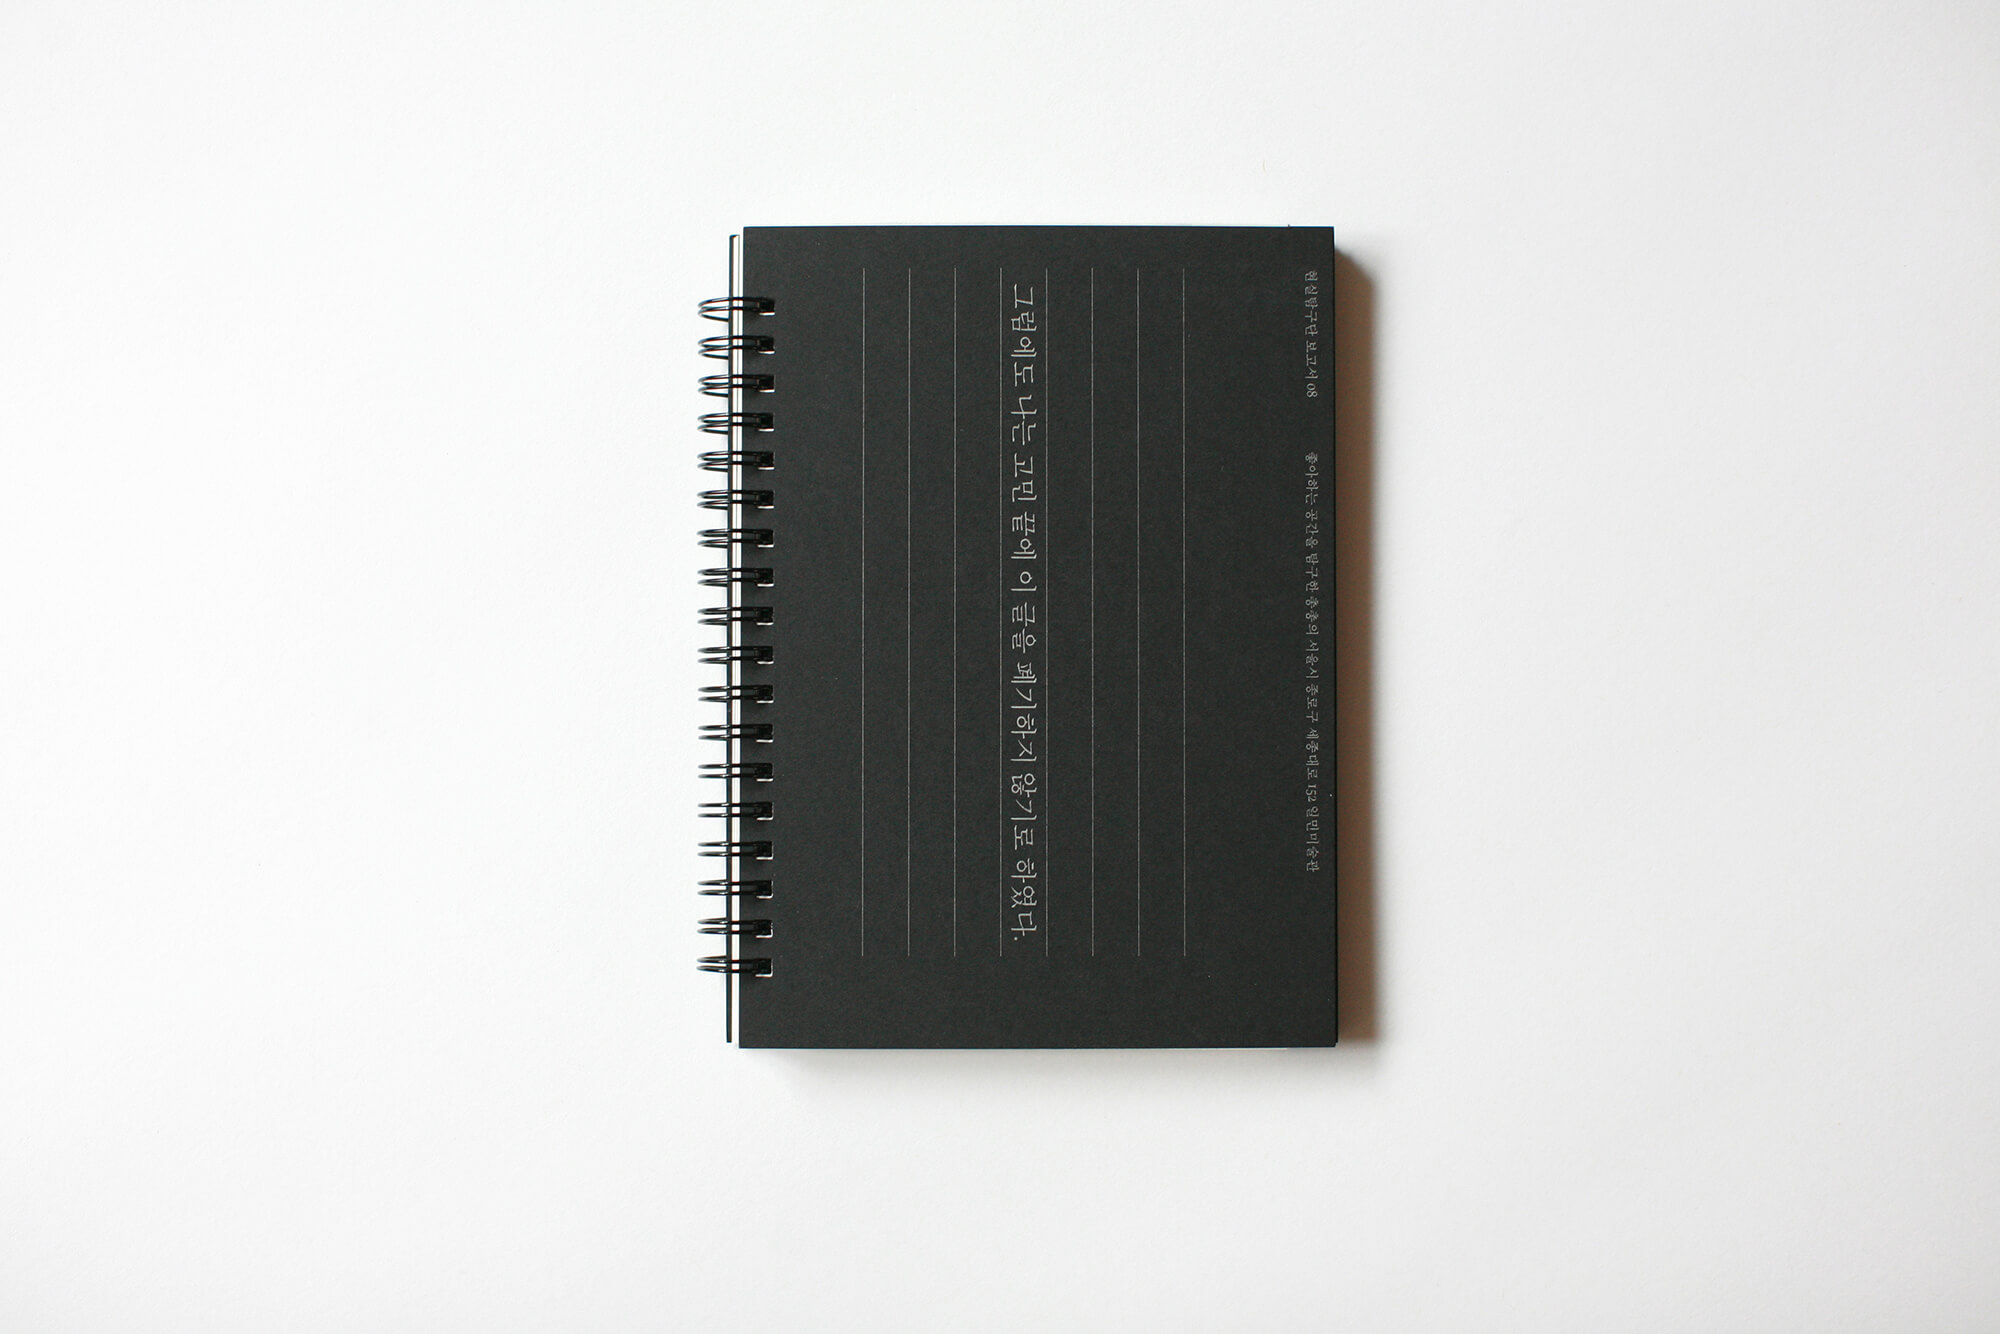 현실탐구단 보고서 08
좋아하는 공간을 탐구한 총총의 서울시 종로구 세종대로 152 일민미술관
그럼에도 나는 고민 끝에 이 글을 폐기하지 않기로 하였다.